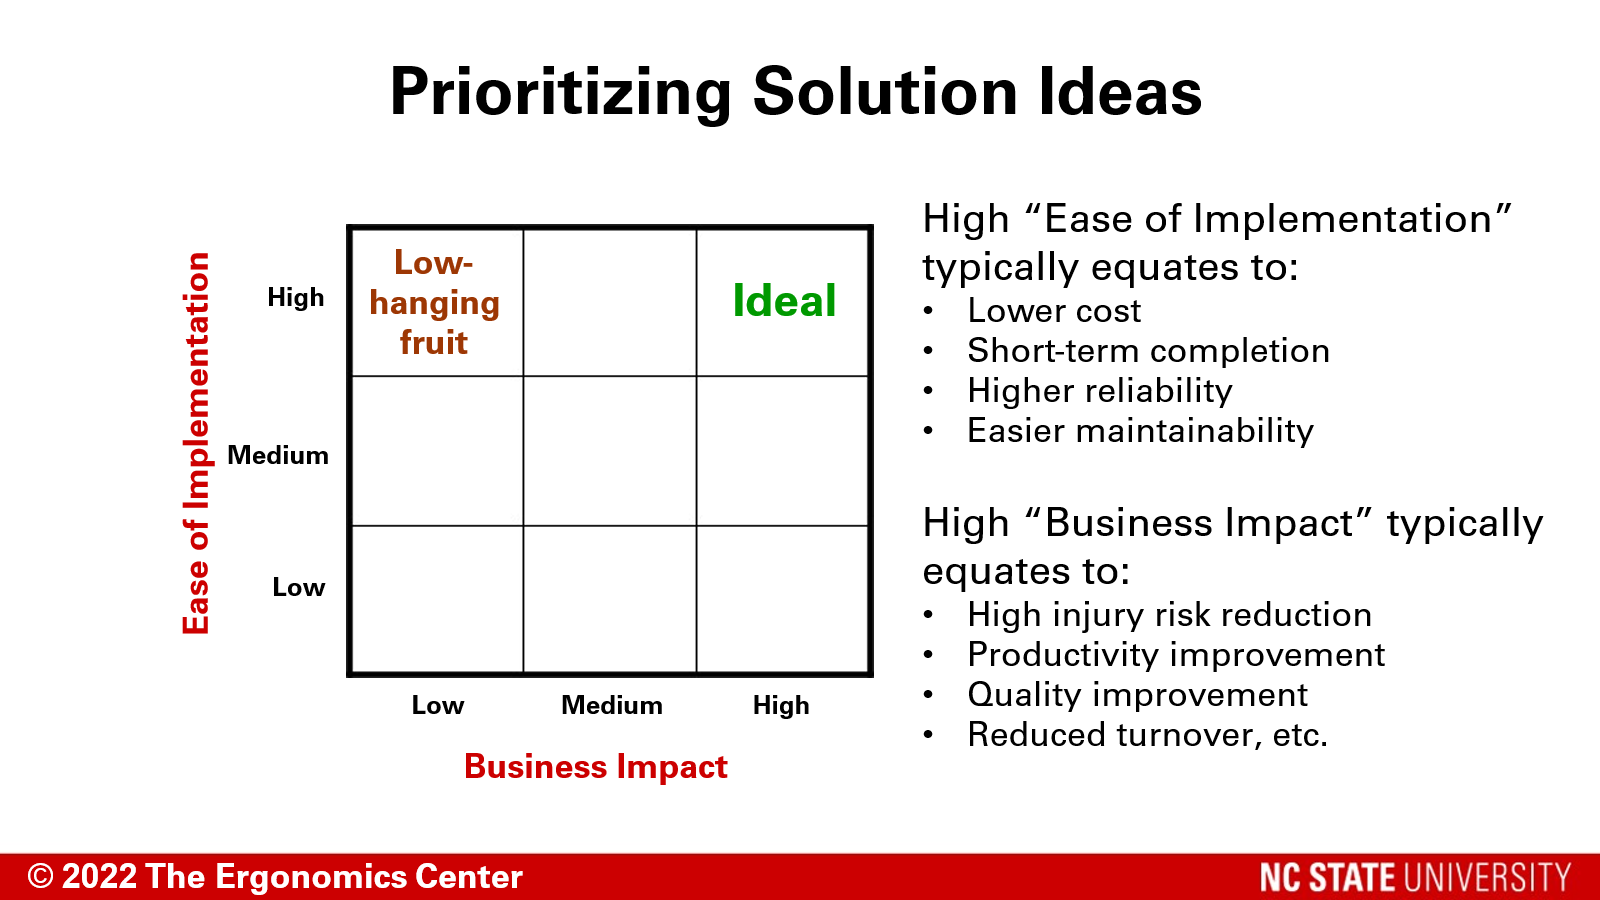 Prioritizing Solution Ideas
Ease of Implementation
High
Medium
Low
Low-
hanging
fruit
Ideal
Low
Medium
High
Business Impact
High “Ease of Implementation”
typically equates to:
• Lower cost
• Short-term completion
• Higher reliability
• Easier maintainability
High “Business Impact” typically
equates to:
• High injury risk reduction
• Productivity improvement
• Quality improvement
• Reduced turnover, etc.
© 2022 The Ergonomics Center
NC STATE UNIVERSITY